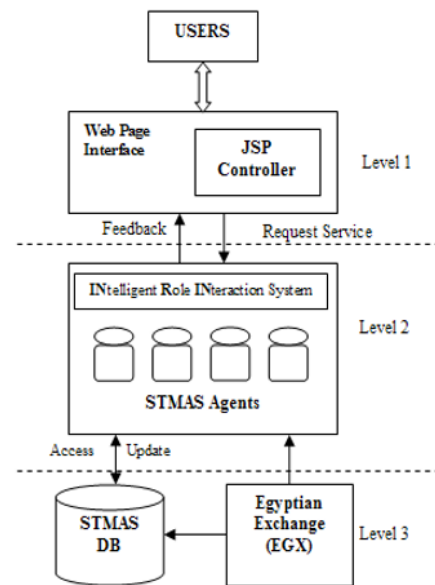 USERS
Web Page
Interface
JSP
Controller
Level 1
Feedback
Request Service
INtelligent Role INteraction System
Level 2
STMAS Agents
Access
Update
STMAS
DB
Egyptian
Exchange
(EGX)
Level 3